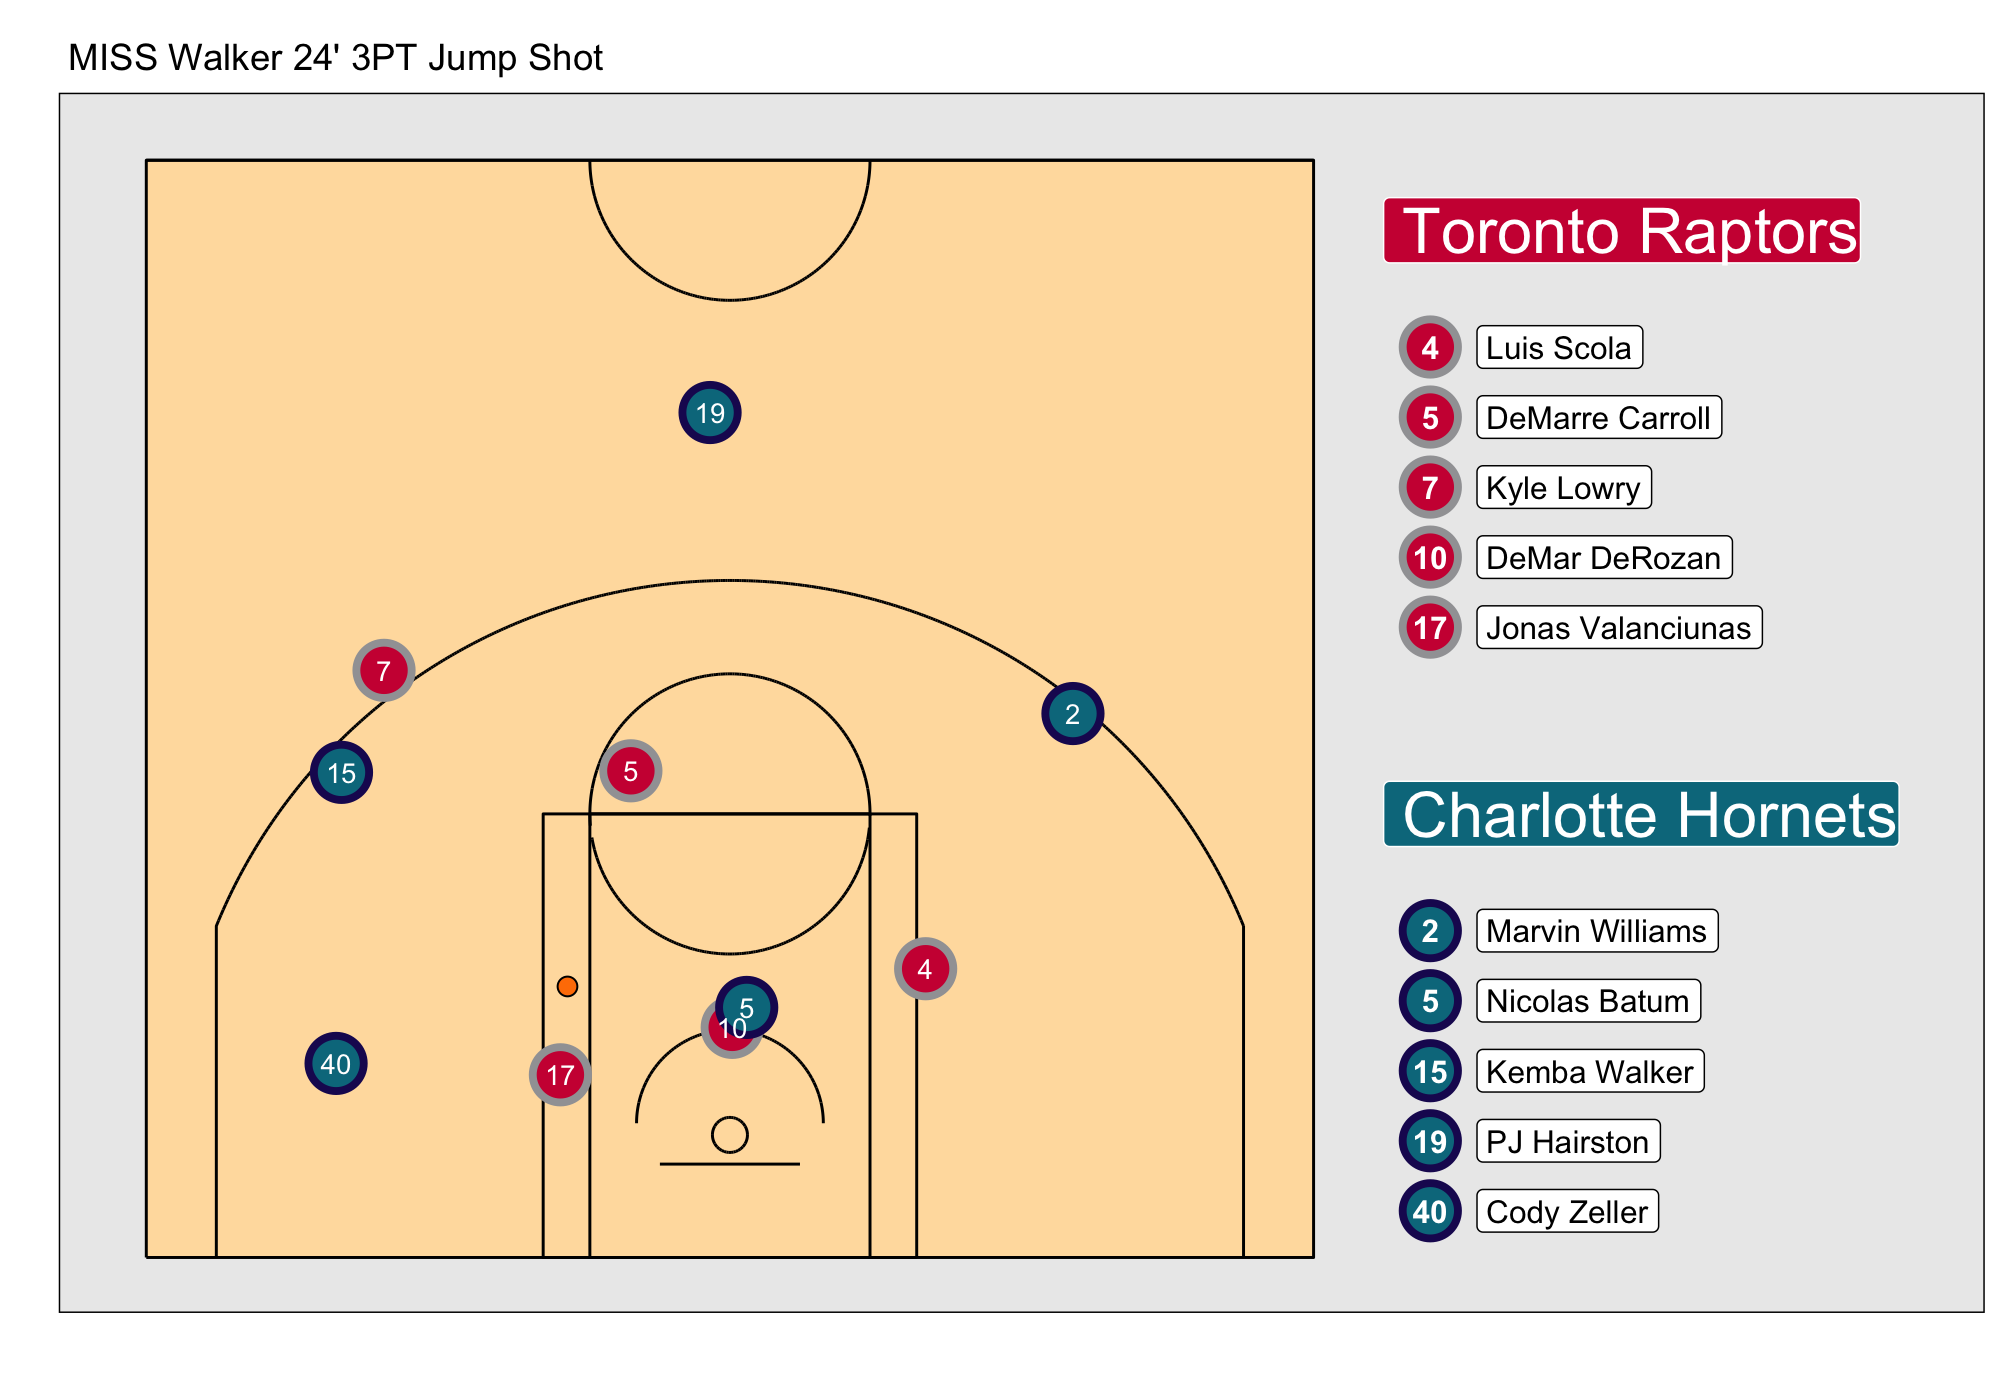 MISS Walker 24' 3PT Jump Shot
Toronto Raptors
4 Luis Scola
5 DeMarre Carroll
7 Kyle Lowry
10 DeMar DeRozan
17 Jonas Valanciunas
Charlotte Hornets
2 Marvin Williams
5 Nicolas Batum
15 Kemba Walker
19 PJ Hairston
40 Cody Zeller
19
7
2
15
5
4
5
10
40
17